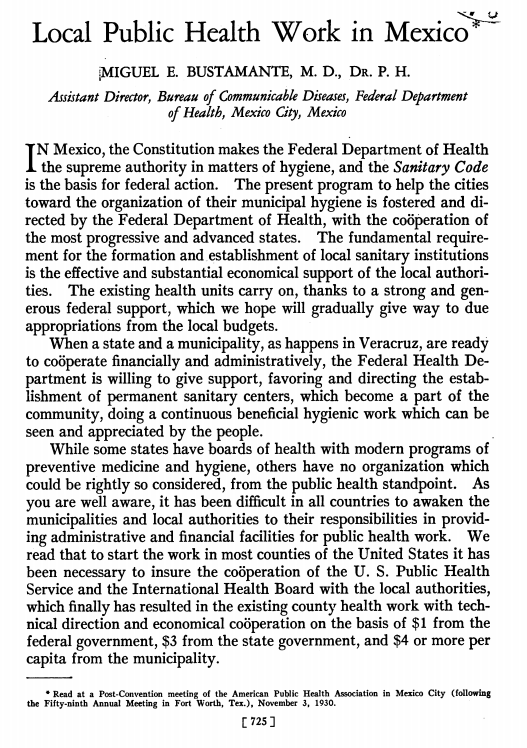 Local Public Health Work in Mexico*
MIGUEL E. BUSTAMANTE, M. D., DR. P. H.
Assistant Director, Bureau of Communicable Diseases, Federal Department
of Health, Mexico City, Mexico
IN Mexico, the Constitution makes the Federal Department of Health
the supreme authority in matters of hygiene, and the Sanitary Code
is the basis for federal action. The present program to help the cities
toward the organization of their municipal hygiene is fostered and di-
rected by the Federal Department of Health, with the coöperation of
the most progressive and advanced states. The fundamental require-
ment for the formation and establishment of local sanitary institutions
is the effective and substantial economical support of the local authori-
ties. The existing health units carry on, thanks to a strong and gen-
erous federal support, which we hope will gradually give way to due
appropriations from the local budgets.
When a state and a municipality, as happens in Veracruz, are ready
to coöperate financially and administratively, the Federal Health De-
partment is willing to give support, favoring and directing the estab-
lishment of permanent sanitary centers, which become a part of the
community, doing a continuous beneficial hygienic work which can be
seen and appreciated by the people.
While some states have boards of health with modern programs of
preventive medicine and hygiene, others have no organization which
could be rightly so considered, from the public health standpoint. As
you are well aware, it has been difficult in all countries to awaken the
municipalities and local authorities to their responsibilities in provid-
ing administrative and financial facilities for public health work. We
read that to start the work in most counties of the United States it has
been necessary to insure the coöperation of the U. S. Public Health
Service and the International Health Board with the local authorities,
which finally has resulted in the existing county health work with tech-
nical direction and economical coöperation on the basis of $1 from the
federal government, $3 from the state government, and $4 or more per
capita from the municipality.
* Read at a Post-Convention meeting of the American Public Health Association in Mexico City (following
the Fifty-ninth Annual Meeting in Fort Worth, Tex.), November 3, 1930.
[ 725 ]